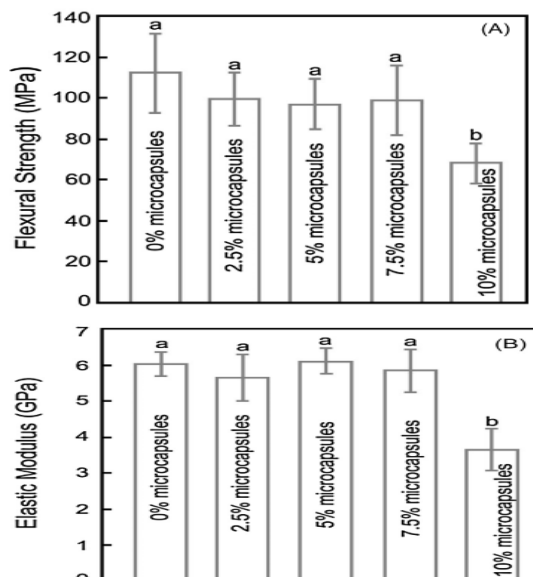 140
120
100
80
60
40
20
0
Flexural Strength (MPa)
(A)
a
a
a
a
b
0% microcapsules
2.5% microcapsules
5% microcapsules
7.5% microcapsules
10% microcapsules
7
6
5
4
3
2
1
0
Elastic Modulus (GPa)
(B)
a
a
a
a
b
0% microcapsules
2.5% microcapsules
5% microcapsules
7.5% microcapsules
10% microcapsules